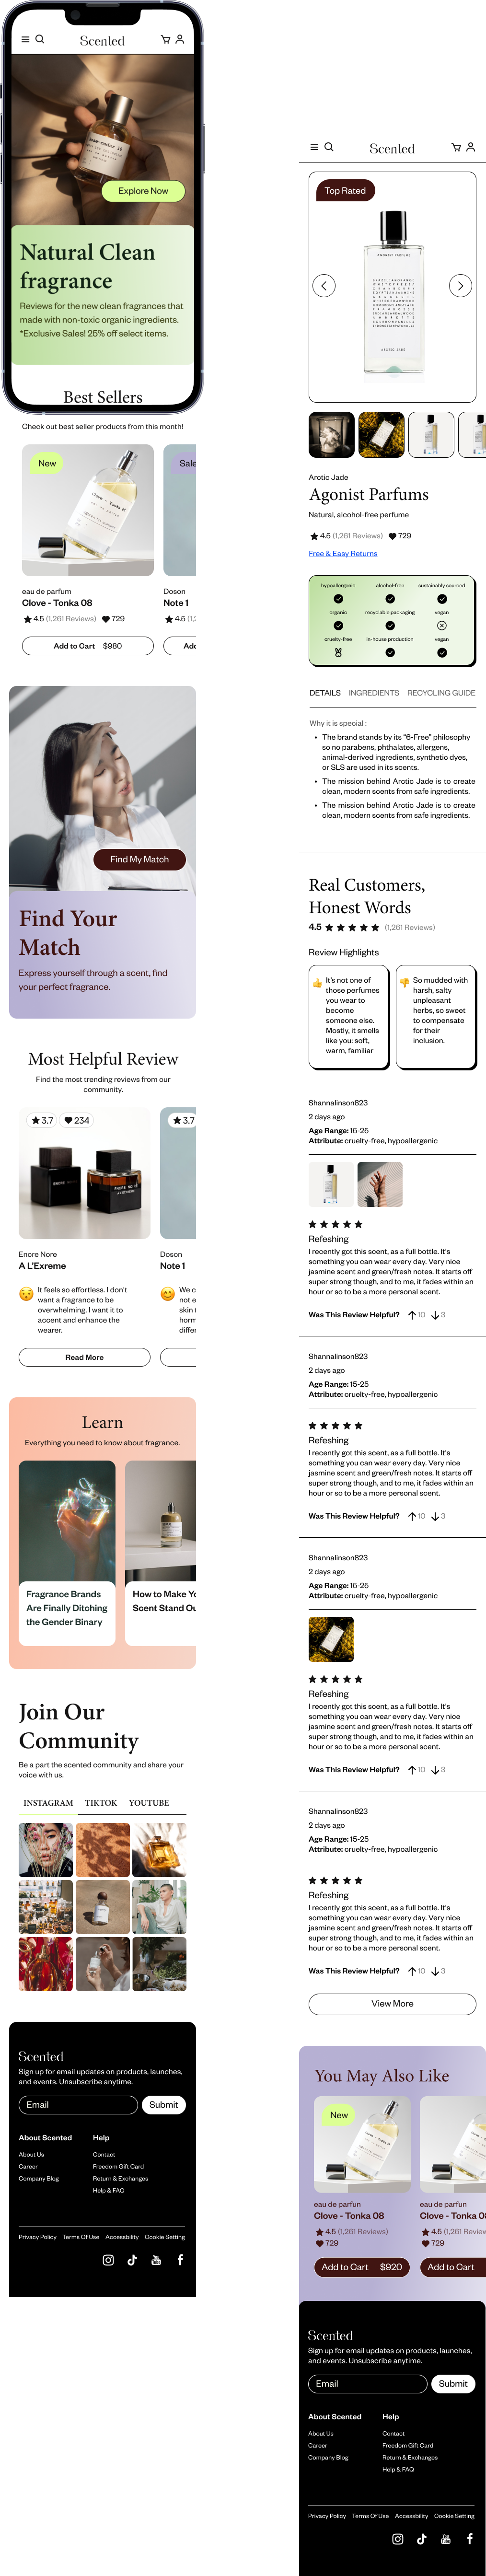 Scented
Explore Now
Natural Clean
fragrance
Reviews for the new clean fragrances that
made with non-toxic organic ingredients.
*Exclusive Sales! 25% off select items.
Best Sellers
Check out best seller products from this month!
New
Sale
eau de parfum
Clove - Tonka 08
4.5 (1,261 Reviews) 729
Add to Cart $980
Doson
Note 1
4.5
Find My Match
Find Your
Match
Express yourself through a scent, find
your perfect fragrance.
Most Helpful Review
Find the most trending reviews from our
community.
3.7 234
3.7
ENCRE NOIRE
Encre Nore
A L'Exreme
It feels so effortless. I don't
want a fragrance to be
overwhelming. I want it to
accent and enhance the
wearer.
Read More
Doson
Note 1
Learn
Everything you need to know about fragrance.
Fragrance Brands
Are Finally Ditching
the Gender Binary
How to Make Yo
Scent Stand Ou
Join Our
Community
Be a part the scented community and share your
voice with us.
INSTAGRAM TIKTOK YOUTUBE
Scented
Sign up for email updates on products, launches,
and events. Unsubscribe anytime.
Email Submit
About Scented Help
About Us Contact
Career Freedom Gift Card
Company Blog Return & Exchanges
Help & FAQ
Privacy Policy Terms Of Use Accessbility Cookie Setting
Scented
Top Rated
AGONIST PARFUMS
ARCTIC JADE
Arctic Jade
Agonist Parfums
Natural, alcohol-free perfume
4.5 (1,261 Reviews) 729
Free & Easy Returns
hypoallergenic alcohol-free sustainably sourced
organic recyclable packaging vegan
cruelty-free in-house production vegan
DETAILS INGREDIENTS RECYCLING GUIDE
Why it is special :
The brand stands by its "6-Free" philosophy
so no parabens, phthalates, allergens,
animal-derived ingredients, synthetic dyes,
or SLS are used in its scents.
The mission behind Arctic Jade is to create
clean, modern scents from safe ingredients.
The mission behind Arctic Jade is to create
clean, modern scents from safe ingredients.
Real Customers,
Honest Words
4.5 (1,261 Reviews)
Review Highlights
It's not one of
those perfumes
you wear to
become
someone else.
Mostly, it smells
like you: soft,
warm, familiar
So mudded with
harsh, salty
unpleasant
herbs, so sweet
to compensate
for their
inclusion.
Shannalinson823
2 days ago
Age Range: 15-25
Attribute: cruelty-free, hypoallergenic
Refeshing
I recently got this scent, as a full bottle. It's
something you can wear every day. Very nice
jasmine scent and green/fresh notes. It starts off
super strong though, and to me, it fades within an
hour or so to be a more personal scent.
Was This Review Helpful? 10 3
Shannalinson823
2 days ago
Age Range: 15-25
Attribute: cruelty-free, hypoallergenic
Refeshing
I recently got this scent, as a full bottle. It's
something you can wear every day. Very nice
jasmine scent and green/fresh notes. It starts off
super strong though, and to me, it fades within an
hour or so to be a more personal scent.
Was This Review Helpful? 10 3
Shannalinson823
2 days ago
Age Range: 15-25
Attribute: cruelty-free, hypoallergenic
Refeshing
I recently got this scent, as a full bottle. It's
something you can wear every day. Very nice
jasmine scent and green/fresh notes. It starts off
super strong though, and to me, it fades within an
hour or so to be a more personal scent.
Was This Review Helpful? 10 3
Shannalinson823
2 days ago
Age Range: 15-25
Attribute: cruelty-free, hypoallergenic
Refeshing
I recently got this scent, as a full bottle. It's
something you can wear every day. Very nice
jasmine scent and green/fresh notes. It starts off
super strong though, and to me, it fades within an
hour or so to be a more personal scent.
Was This Review Helpful? 10 3
View More
You May Also Like
New
eau de parfun
Clove - Tonka 08
4.5 (1,261 Reviews)
729
Add to Cart $920
eau de parfun
Clove - Tonka 08
4.5 (1,261 Review
729
Add to Cart
Scented
Sign up for email updates on products, launches,
and events. Unsubscribe anytime.
Email Submit
About Scented Help
About Us Contact
Career Freedom Gift Card
Company Blog Return & Exchanges
Help & FAQ
Privacy Policy Terms Of Use Accessbility Cookie Setting